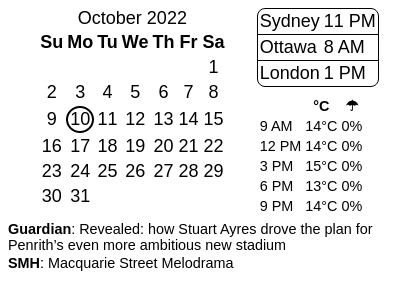 October 2022
Su Mo Tu We Th Fr Sa
1
2 3 4 5 6 7 8
9 10 11 12 13 14 15
16 17 18 19 20 21 22
23 24 25 26 27 28 29
30 31
Sydney 11 PM
Ottawa 8 AM
London 1 PM
°C ☂
9 AM 14°C 0%
12 PM 14°C 0%
3 PM 15°C 0%
6 PM 13°C 0%
9 PM 14°C 0%
Guardian: Revealed: how Stuart Ayres drove the plan for
Penrith’s even more ambitious new stadium
SMH: Macquarie Street Melodrama